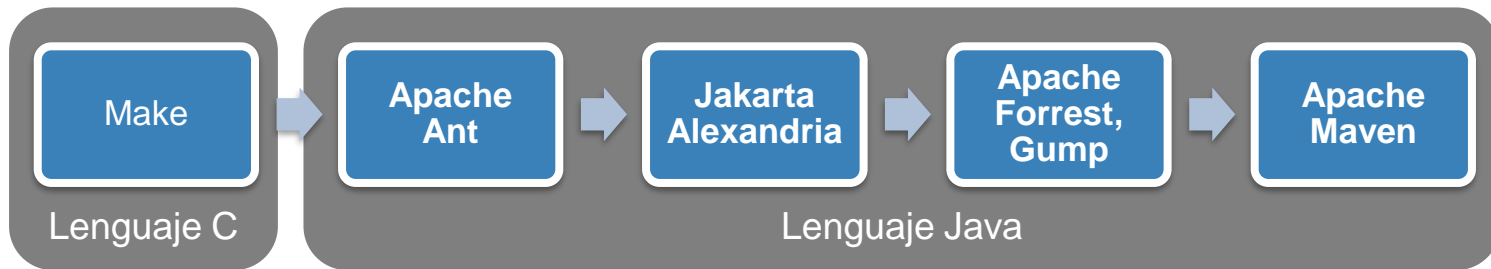 Make
Lenguaje C
Apache
Ant
Jakarta
Alexandria
Apache
Forrest,
Gump
Apache
Maven
Lenguaje Java